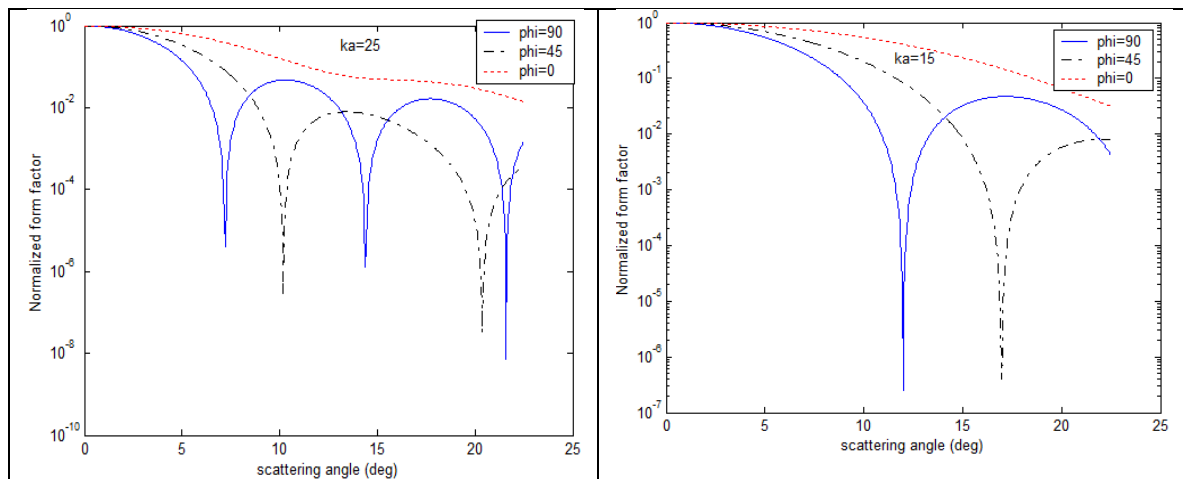 10^0
10^-2
10^-4
10^-6
10^-8
10^-10
Normalized form factor
0 5 10 15 20 25
scattering angle (deg)
ka=25
phi=90
phi=45
phi=0
10^0
10^-1
10^-2
10^-3
10^-4
10^-5
10^-6
10^-7
Normalized form factor
0 5 10 15 20 25
scattering angle (deg)
ka=15
phi=90
phi=45
phi=0